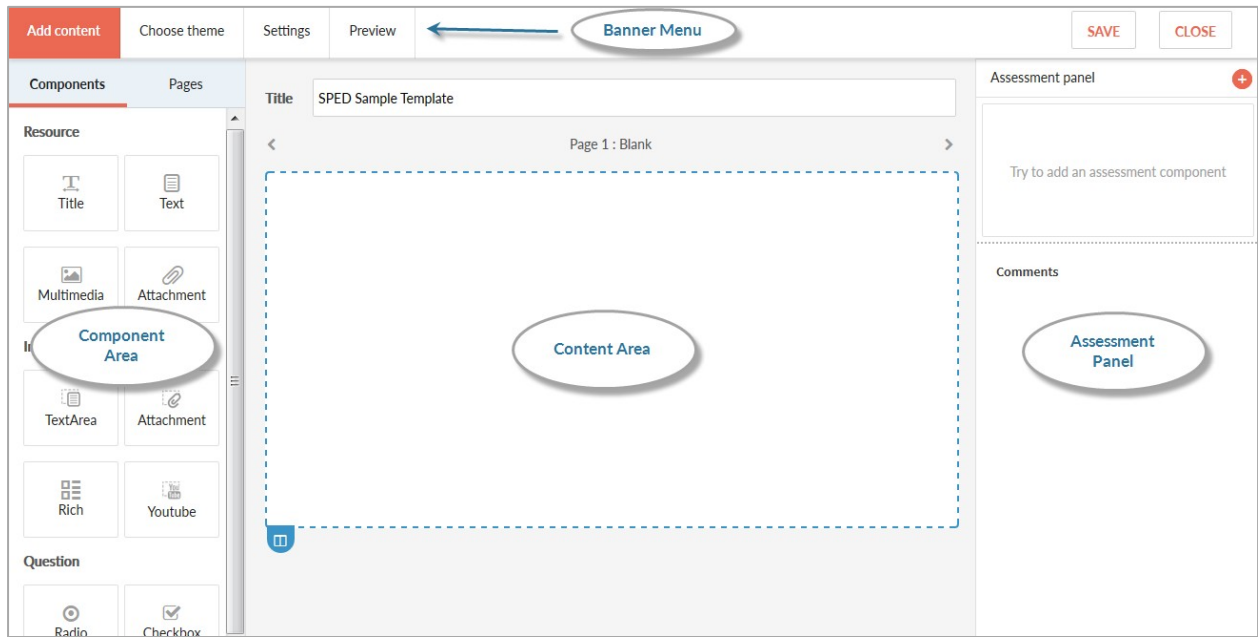 Add content
Choose theme
Settings
Preview
Banner Menu
SAVE
CLOSE
Components
Pages
Title
SPED Sample Template
Assessment panel
Resource
Page 1 : Blank
Title
Text
Try to add an assessment component
Multimedia
Attachment
Comments
Component
Area
Content Area
Assessment
Panel
TextArea
Attachment
Rich
You
Tube
Youtube
Question
Radio
Checkbox